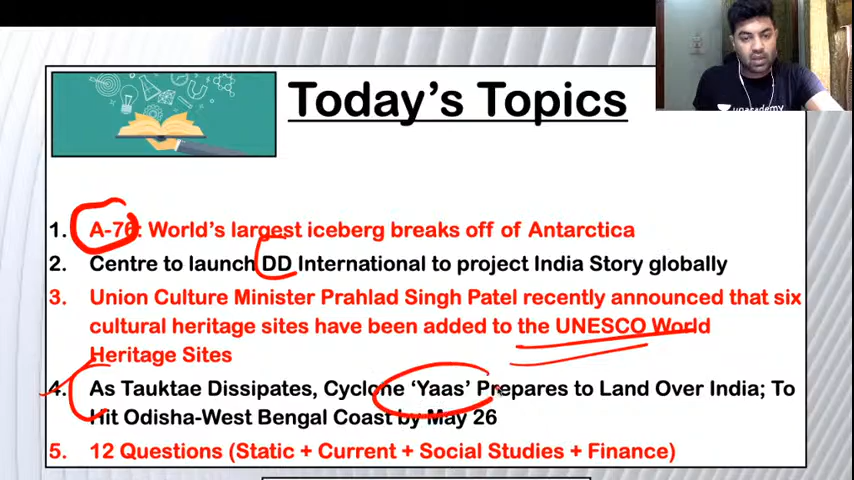 Today's Topics
unacademy
1. A-76: World's largest iceberg breaks off of Antarctica
2. Centre to launch DD International to project India Story globally
3. Union Culture Minister Prahlad Singh Patel recently announced that six
cultural heritage sites have been added to the UNESCO World
Heritage Sites
4. As Tauktae Dissipates, Cyclone 'Yaas' Prepares to Land Over India; To
Hit Odisha-West Bengal Coast by May 26
5. 12 Questions (Static + Current + Social Studies + Finance)